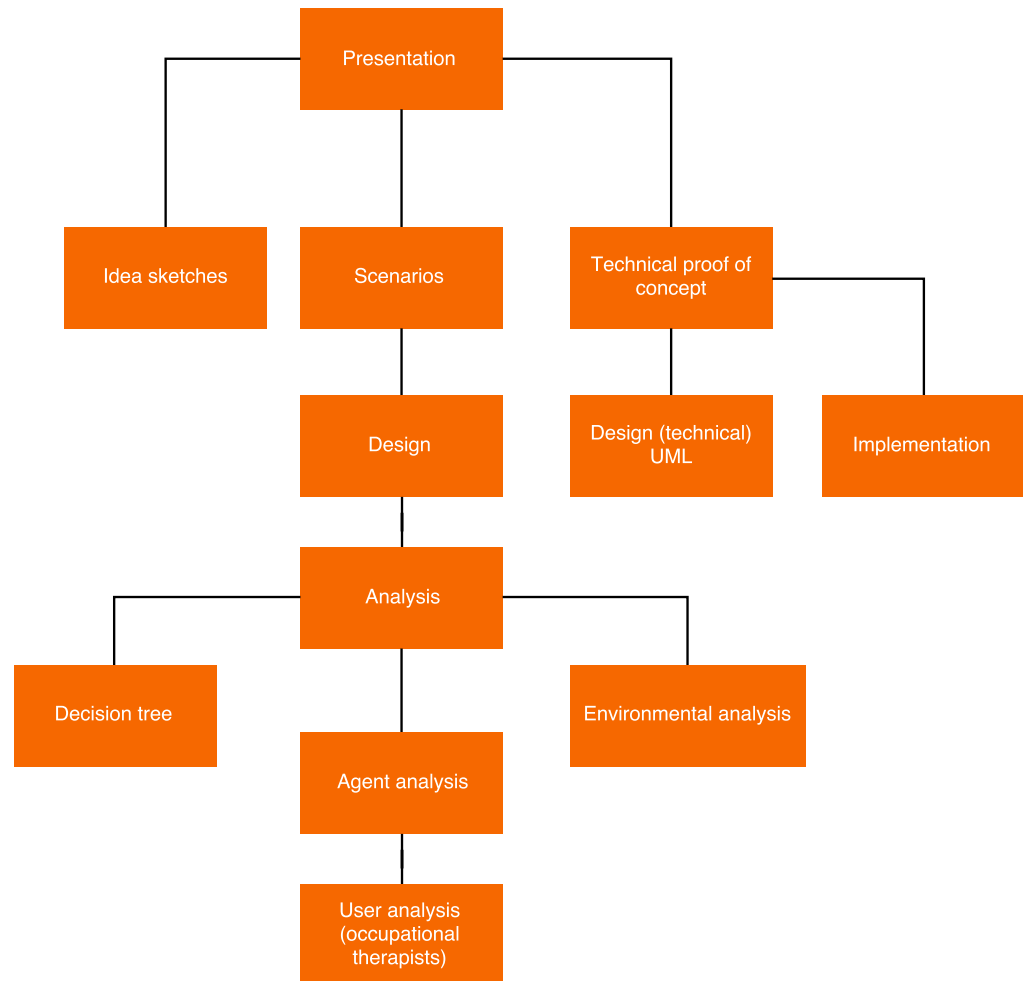 Presentation
Idea sketches
Scenarios
Technical proof of
concept
Design
Design (technical)
UML
Implementation
Analysis
Decision tree
Environmental analysis
Agent analysis
User analysis
(occupational
therapists)